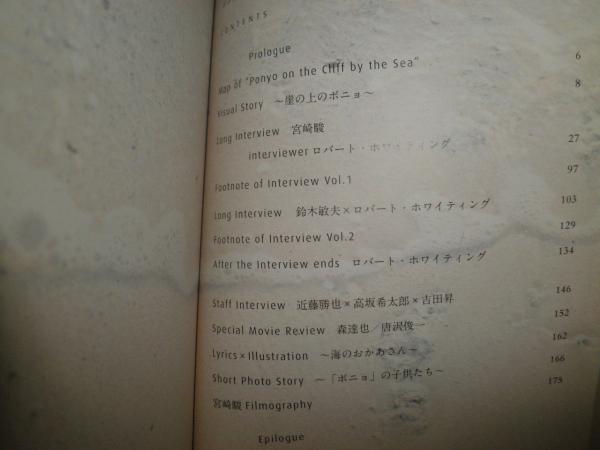 CONTENTS
Prologue
Map of "Ponyo on the Cliff by the Sea" 6
Visual Story ～崖の上のポニョ～ 8
Long Interview 宮崎駿
interviewer ロバート・ホワイティング 27
Footnote of Interview Vol.1 97
Long Interview 鈴木敏夫×ロバート・ホワイティング 103
Footnote of Interview Vol.2 129
After the Interview ends ロバート・ホワイティング 134
Staff Interview 近藤勝也×高坂希太郎×吉田昇 146
Special Movie Review 森達也／唐沢俊一 152
Lyrics×Illustration ～海のおかあさん～ 162
Short Photo Story ～「ポニョ」の子供たち～ 166
宮崎駿 Filmography 175
Epilogue